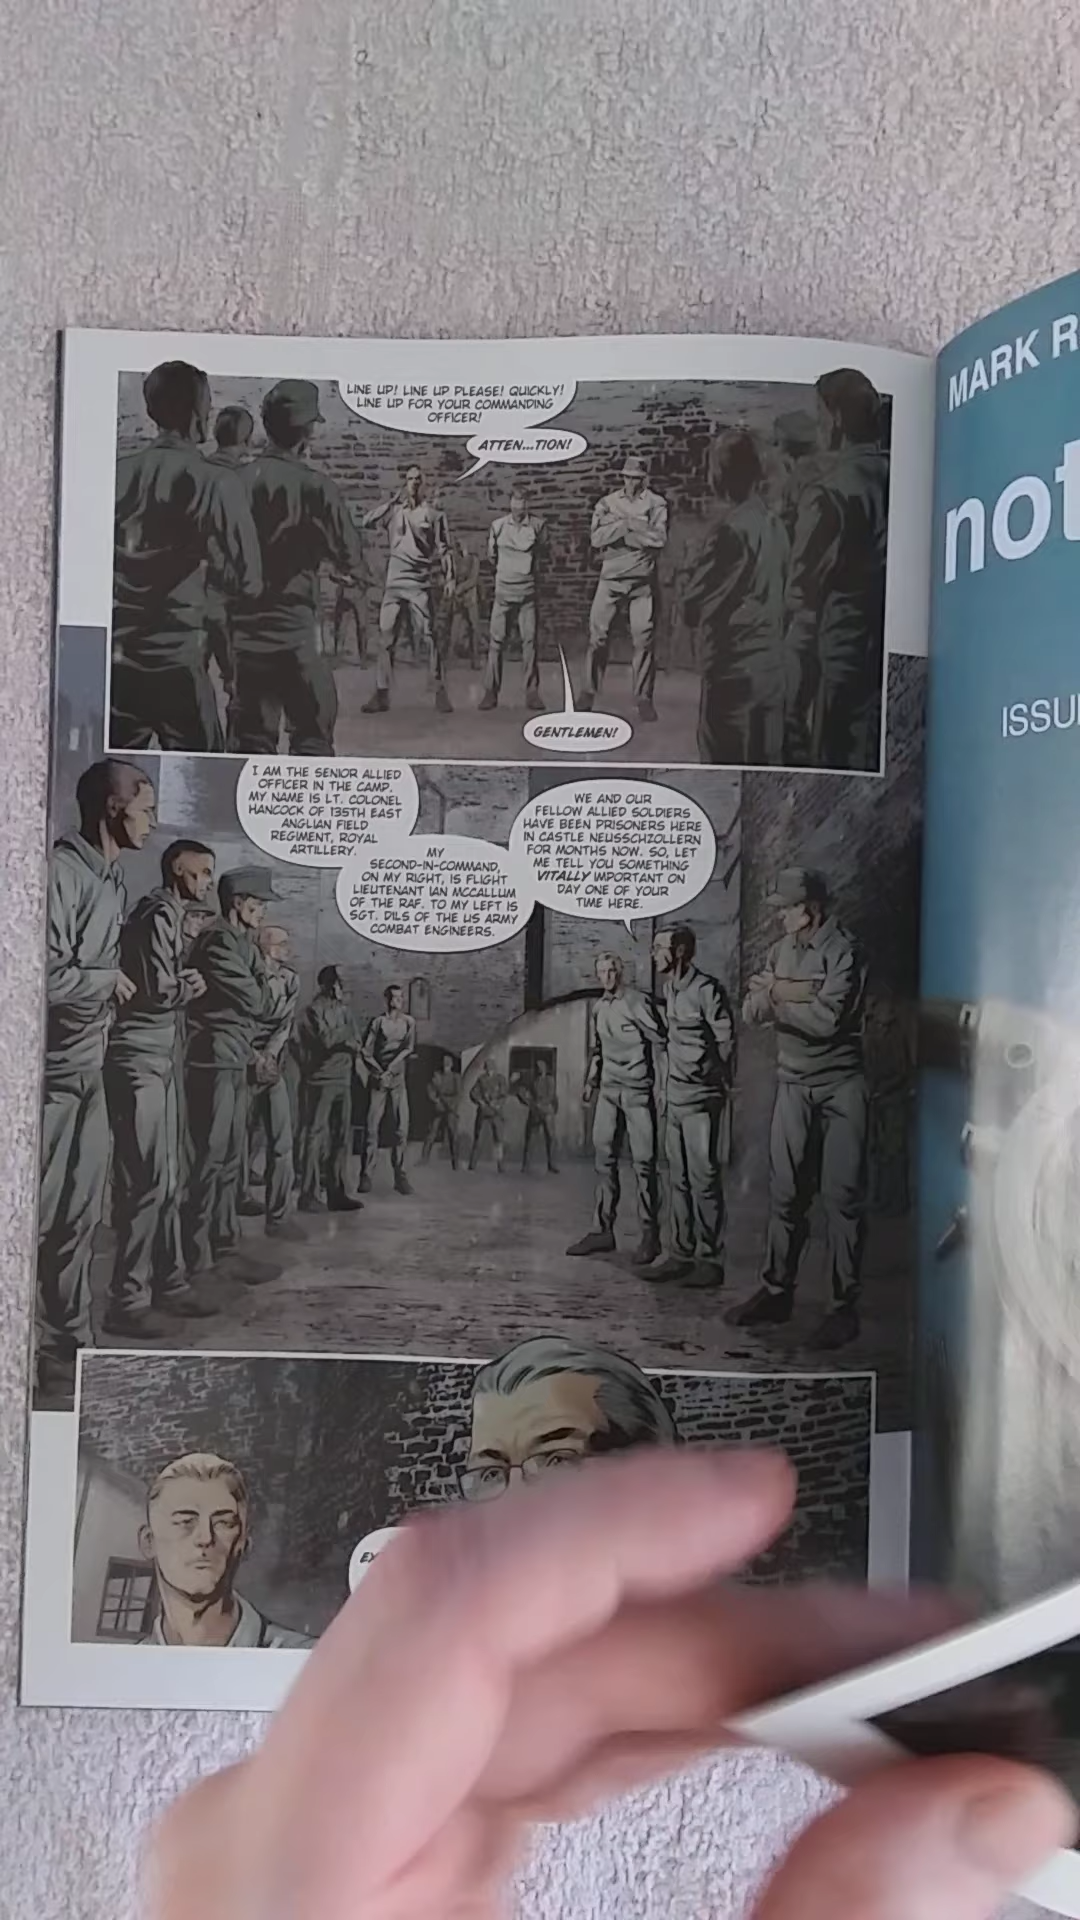 LINE UP! LINE UP PLEASE! QUICKLY!
LINE UP FOR YOUR COMMANDING
OFFICER!
ATTEN...TION!
GENTLEMEN!
I AM THE SENIOR ALLIED
OFFICER IN THE CAMP.
MY NAME IS LT. COLONEL
HANCOCK OF 135TH EAST
ANGLIAN FIELD
REGIMENT, ROYAL
ARTILLERY.
MY
SECOND-IN-COMMAND,
ON MY RIGHT, IS FLIGHT
LIEUTENANT IAN MCCALLUM
OF THE RAF. TO MY LEFT IS
SGT. DILS OF THE US ARMY
COMBAT ENGINEERS.
WE AND OUR
FELLOW ALLIED SOLDIERS
HAVE BEEN PRISONERS HERE
IN CASTLE NEUSSCHZOLLERN
FOR MONTHS NOW. SO, LET
ME TELL YOU SOMETHING
VITALLY IMPORTANT ON
DAY ONE OF YOUR
TIME HERE.
MARK R
not
ISSU